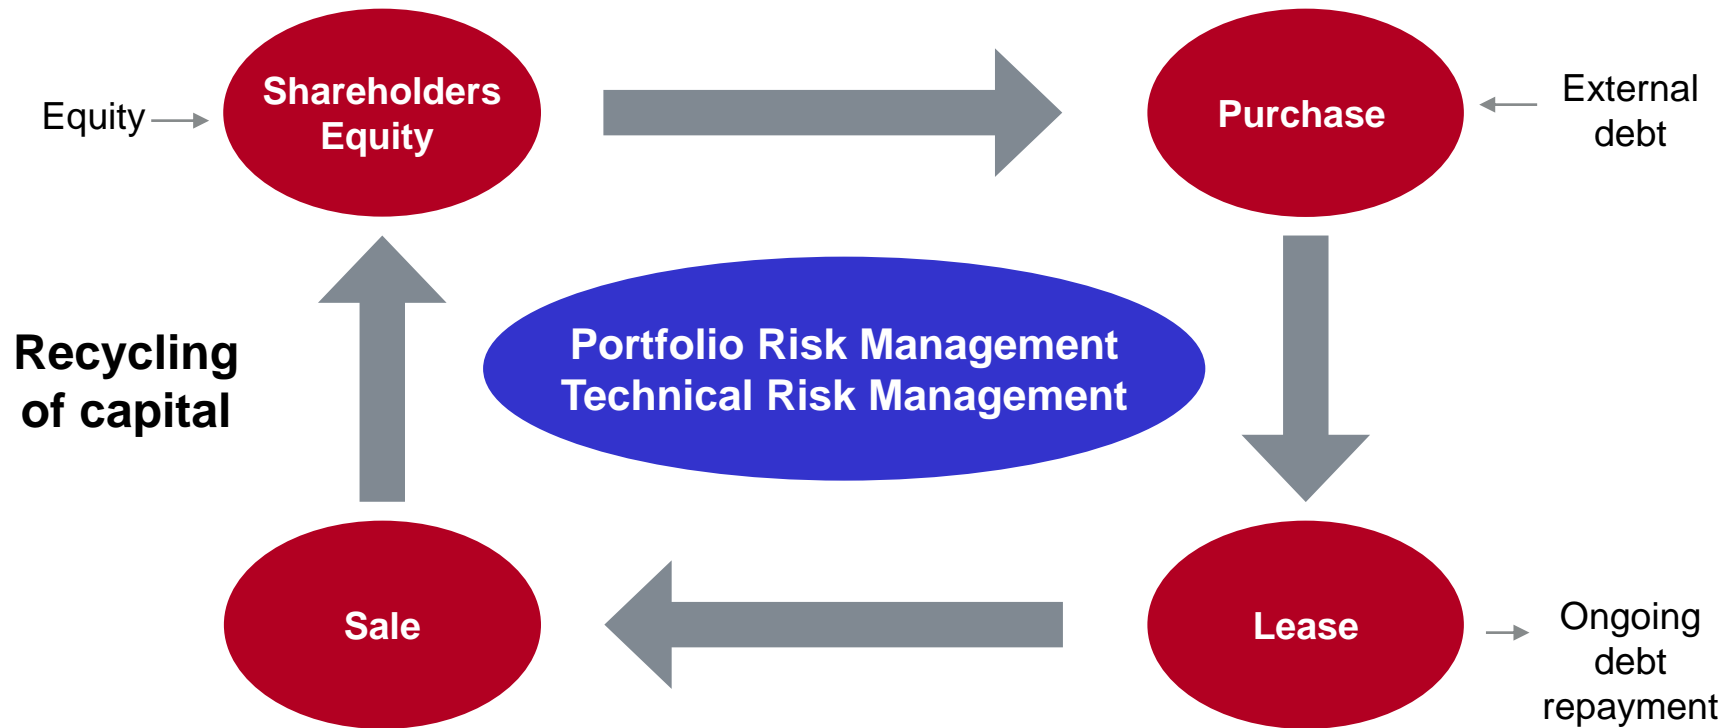 Equity
Shareholders
Equity
Purchase
External
debt
Recycling
of capital
Portfolio Risk Management
Technical Risk Management
Sale
Lease
Ongoing
debt
repayment